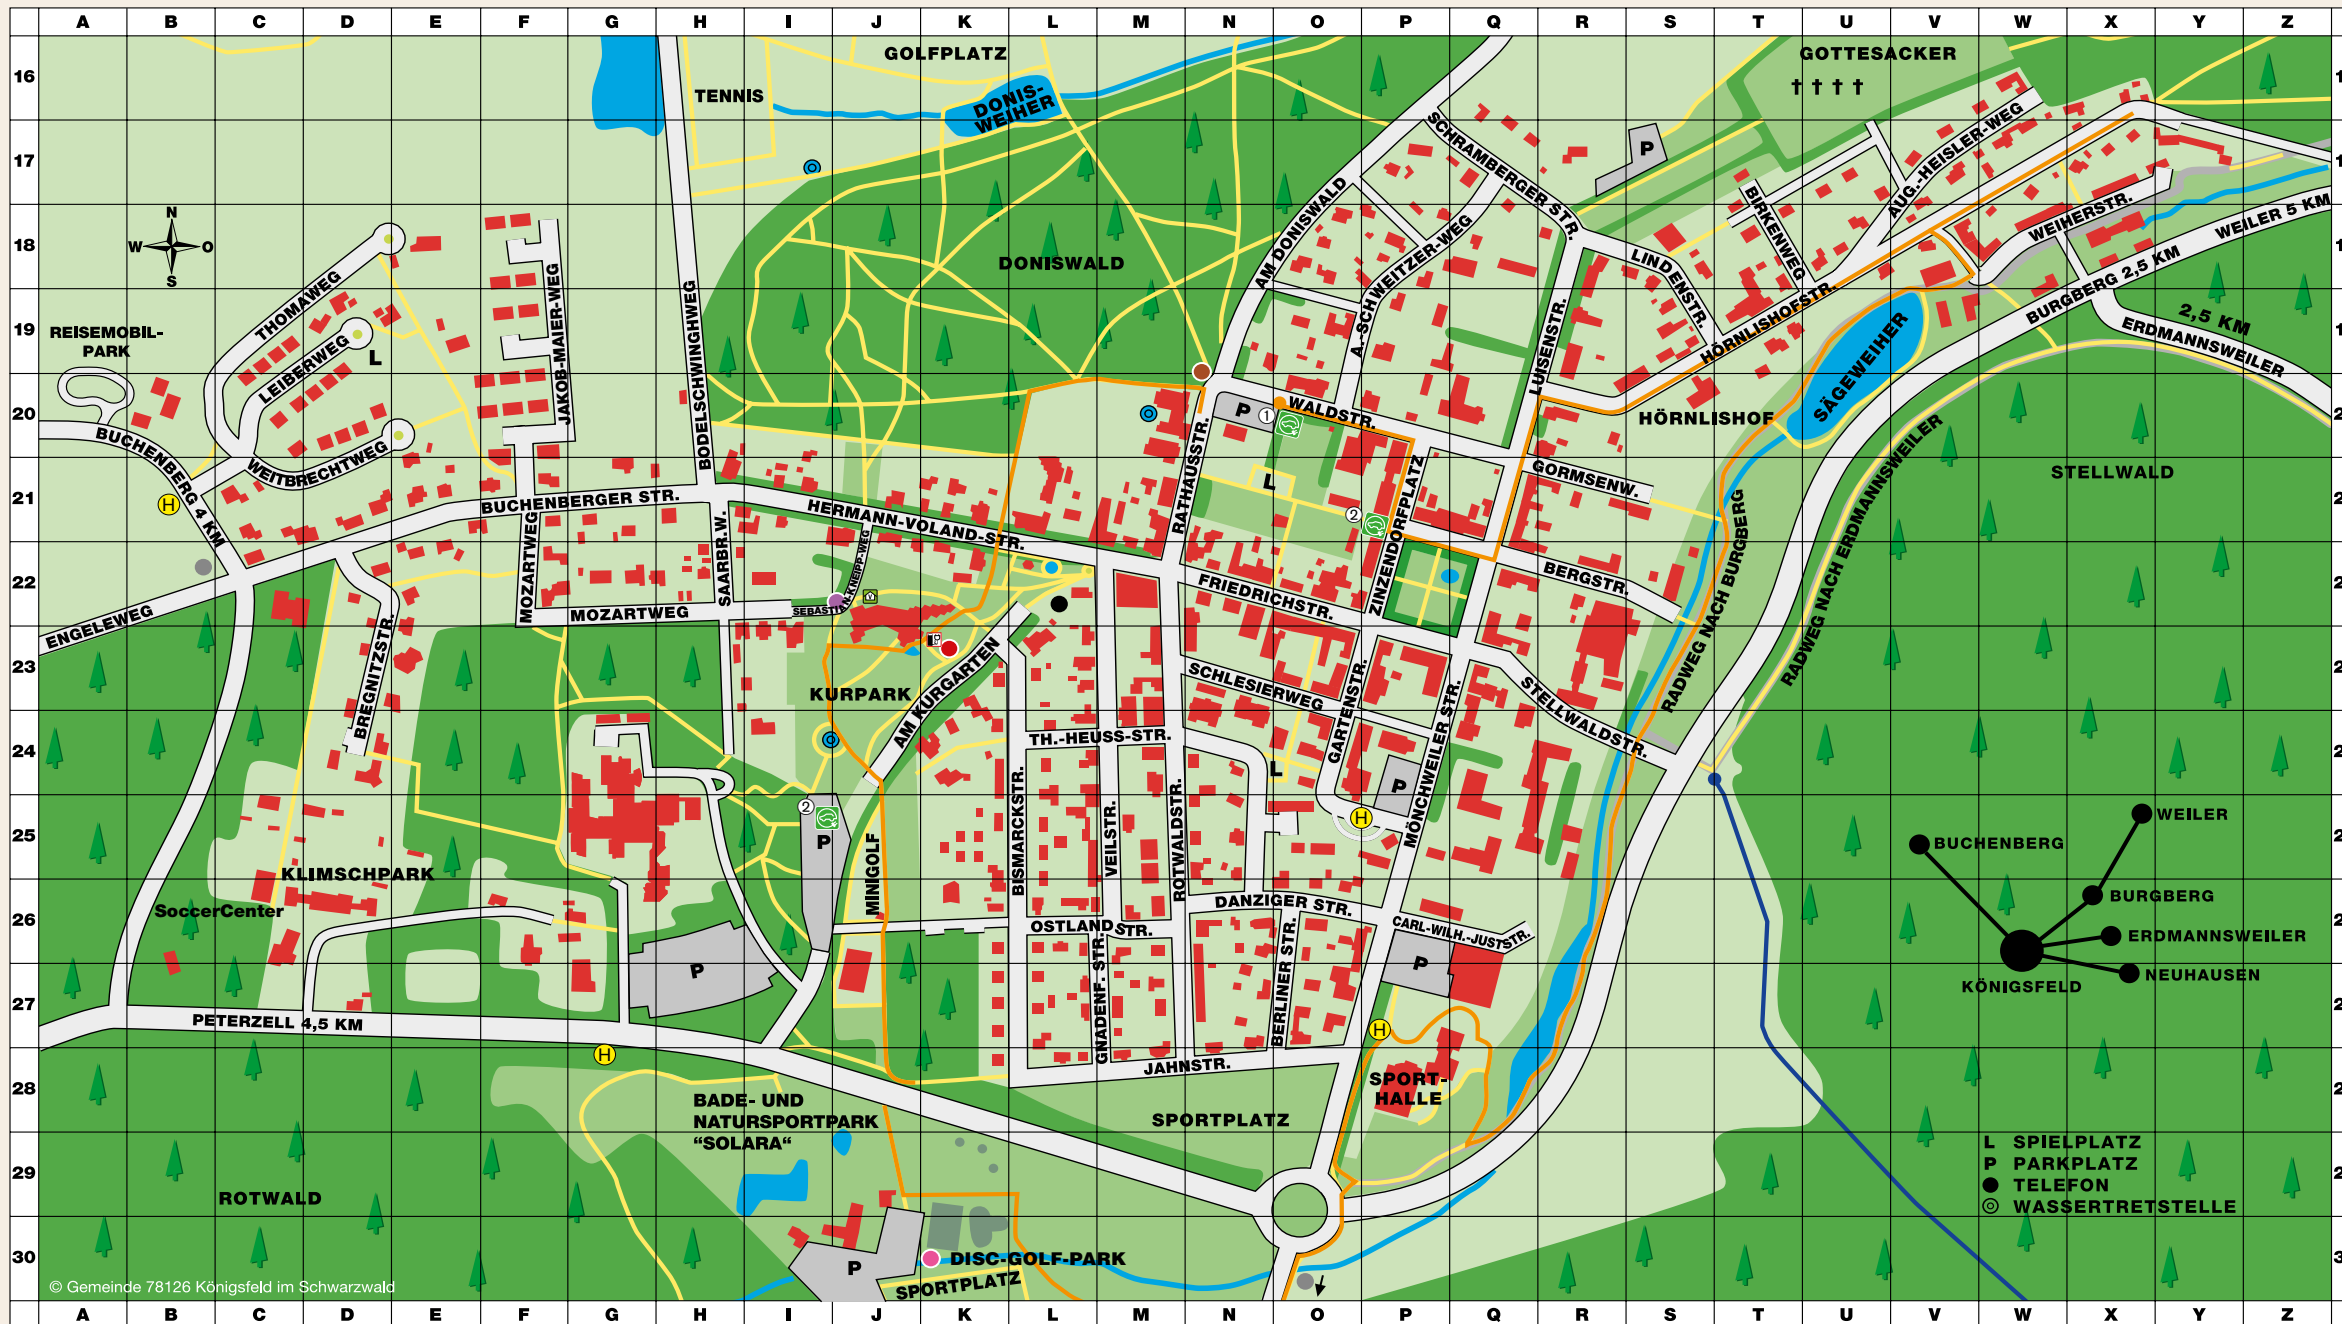 A B C D E F G H I J K L M N O P Q R S T U V W X Y Z
16
17
18
19
20
21
22
23
24
25
26
27
28
29
30
GOLFPLATZ
GOTTESACKER
TENNIS
DONIS-
WEIHER
P
SCHRAMBERGER STR.
AUG.-HEISLER-WEG
BIRKENWEG
WEIHERSTR.
WEILER 5 KM
N
W O
S
DONISWALD
AM DONISWALD
A.-SCHWEITZER-WEG
LINDENSTR.
LUISENSTR.
HÖRNLISHOFSTR.
BURGBERG 2,5 KM
2,5 KM
ERDMANNSWEILER
THOMAWEG
LEIBERWEG
L
REISEMOBIL-
PARK
JAKOB-MAIER-WEG
BODELSCHWINGHWEG
SÄGEWEIHER
HÖRNLISHOF
STELLWALD
P
1
WALDSTR.
BUCHENBERG 4 KM
WEITBRECHTWEG
H
BUCHENBERGER STR.
HERMANN-VOLAND-STR.
RATHAUSSTR.
L
2
ZINZENDORFPLATZ
GORMSENW.
BERGSTR.
RADWEG NACH BURGBERG
RADWEG NACH ERDMANNSWEILER
ENGELEWEG
MOZARTWEG
MOZARTWEG
SAARBR.W.
SEBASTIAN-KNEIPP-WEG
FRIEDRICHSTR.
BREGNITZSTR.
KURPARK
AM KURGARTEN
SCHLESIERWEG
GARTENSTR.
STELLWALDSTR.
MÖNCHWEILER STR.
TH.-HEUSS-STR.
L
P
H
2
P
MINIGOLF
BISMARCKSTR.
VEILSTR.
ROTWALDSTR.
KLIMSCHPARK
SoccerCenter
DANZIGER STR.
OSTLANDSTR.
CARL-WILH.-JUSTSTR.
P
P
GNADENF. STR.
BERLINER STR.
H
PETERZELL 4,5 KM
H
JAHNSTR.
SPORT-
HALLE
BADE- UND
NATURSPORTPARK
“SOLARA“
SPORTPLATZ
ROTWALD
P
DISC-GOLF-PARK
SPORTPLATZ
WEILER
BUCHENBERG
BURGBERG
ERDMANNSWEILER
NEUHAUSEN
KÖNIGSFELD
L SPIELPLATZ
P PARKPLATZ
TELEFON
WASSERTRETSTELLE
© Gemeinde 78126 Königsfeld im Schwarzwald
A B C D E F G H I J K L M N O P Q R S T U V W X Y Z